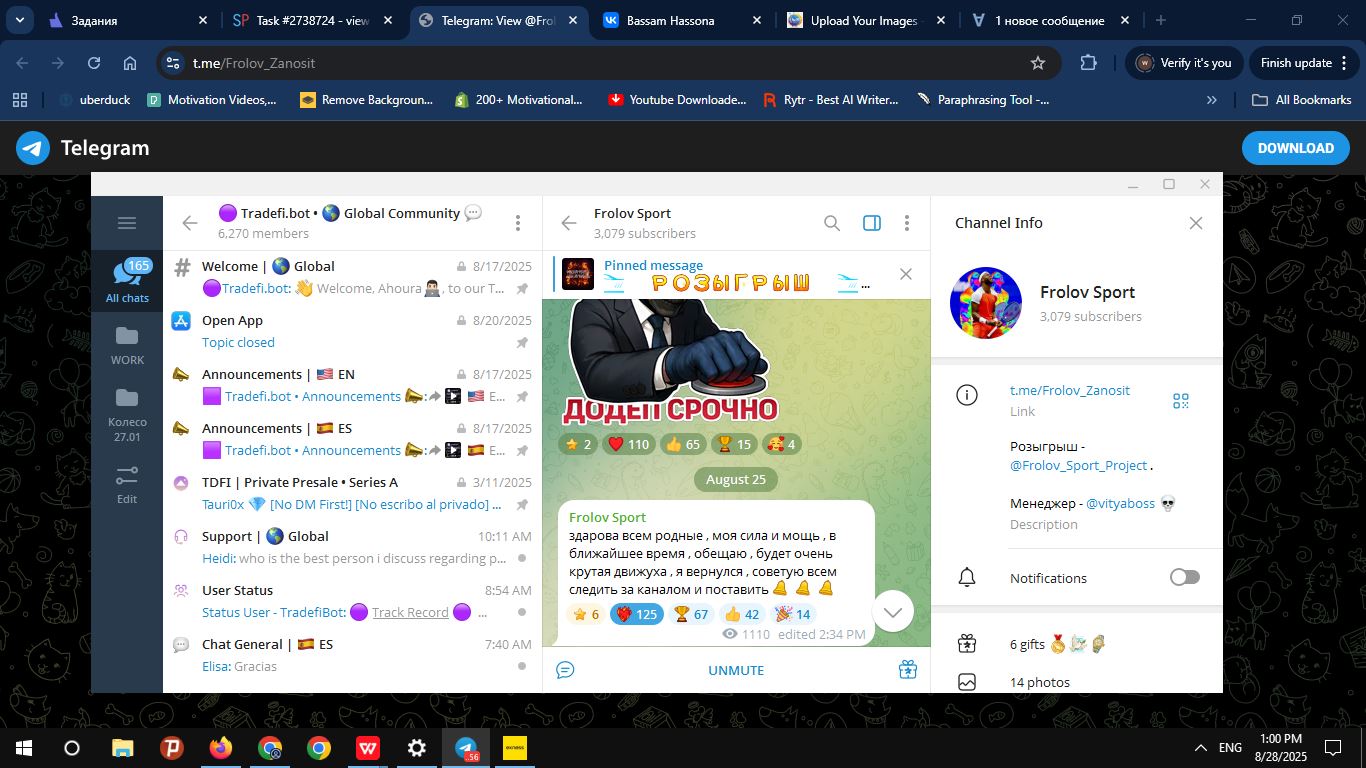 Задания
Task #2738724 - view
Telegram: View @Frol
Bassam Hassona
Upload Your Images -
1 новое сообщение
t.me/Frolov_Zanosit
Verify it's you
Finish update
uberduck
Motivation Videos,...
Remove Backgroun...
200+ Motivational...
Youtube Downloade...
Rytr - Best AI Writer...
Paraphrasing Tool -...
All Bookmarks
Telegram
DOWNLOAD
Tradefi.bot • 🌎 Global Community 💬
6,270 members
165
All chats
WORK
Колесо
27.01
Edit
Welcome | 🌎 Global
8/17/2025
Tradefi.bot: 👋 Welcome, Ahoura 👨🏻‍💻, to our T...
Open App
8/20/2025
Topic closed
Announcements | 🇺🇸 EN
8/17/2025
Tradefi.bot • Announcements 📣: 🇺🇸 E...
Announcements | 🇪🇸 ES
8/17/2025
Tradefi.bot • Announcements 📣: 🇪🇸 E...
TDFI | Private Presale • Series A
3/11/2025
Tauri0x 💎 [No DM First!] [No escribo al privado] ...
Support | 🌎 Global
10:11 AM
Heidi: who is the best person i discuss regarding p...
User Status
8:54 AM
Status User - TradefiBot: 🟣 Track Record 🟣 ...
Chat General | 🇪🇸 ES
7:40 AM
Elisa: Gracias
Frolov Sport
3,079 subscribers
Pinned message
РОЗЫГРЫШ ...
ДОДЕП СРОЧНО
2 110 65 15 4
August 25
Frolov Sport
здарова всем родные , моя сила и мощь , в
ближайшее время , обещаю , будет очень
крутая движуха , я вернулся , советую всем
следить за каналом и поставить 🔔 🔔 🔔
6 125 67 42 14
1110 edited 2:34 PM
UNMUTE
Channel Info
Frolov Sport
3,079 subscribers
t.me/Frolov_Zanosit
Link
Розыгрыш -
@Frolov_Sport_Project .
Менеджер - @vityaboss 💀
Description
Notifications
6 gifts
14 photos
exness
.56
ENG
1:00 PM
8/28/2025